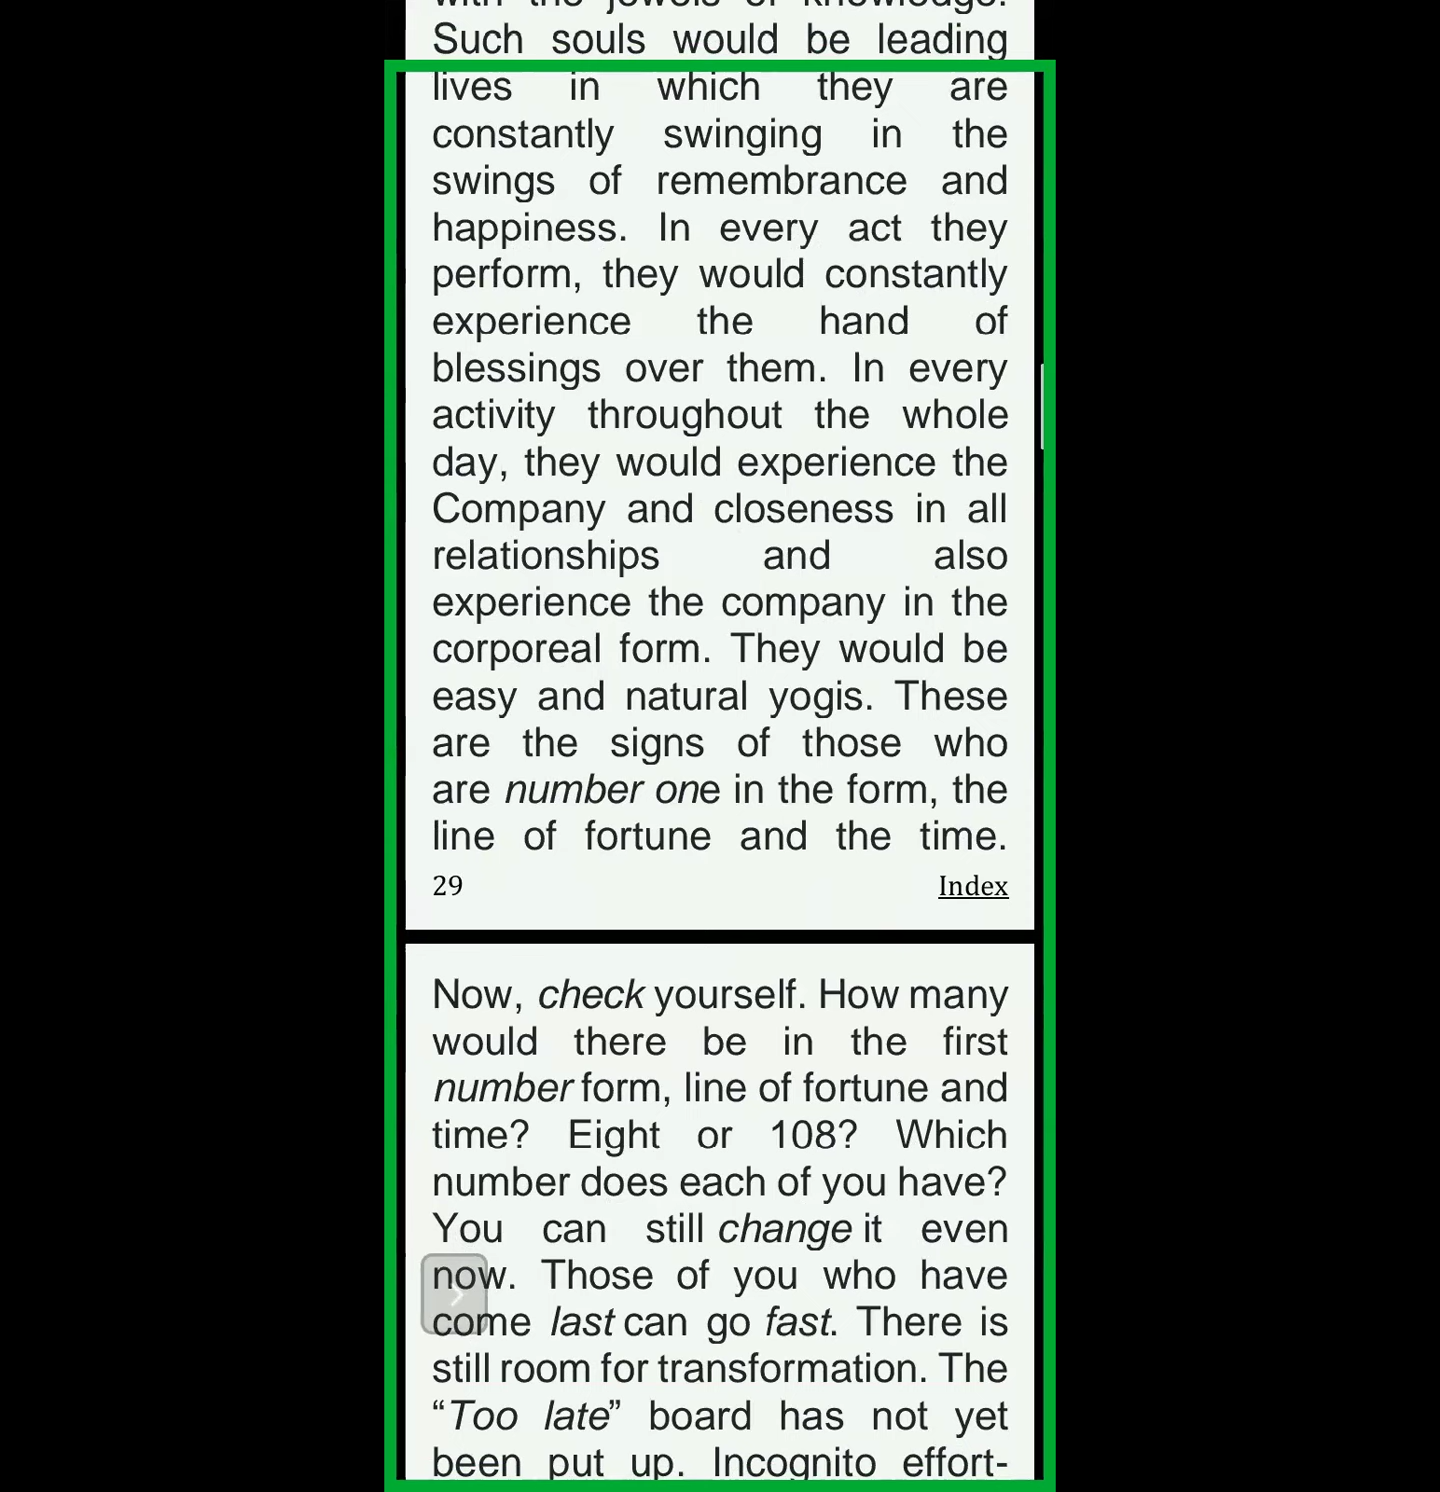 Such souls would be leading
lives in which they are
constantly swinging in the
swings of remembrance and
happiness. In every act they
perform, they would constantly
experience the hand of
blessings over them. In every
activity throughout the whole
day, they would experience the
Company and closeness in all
relationships and also
experience the company in the
corporeal form. They would be
easy and natural yogis. These
are the signs of those who
are number one in the form, the
line of fortune and the time.
29 Index
Now, check yourself. How many
would there be in the first
number form, line of fortune and
time? Eight or 108? Which
number does each of you have?
You can still change it even
now. Those of you who have
come last can go fast. There is
still room for transformation. The
“Too late” board has not yet
been put up. Incognito effort-